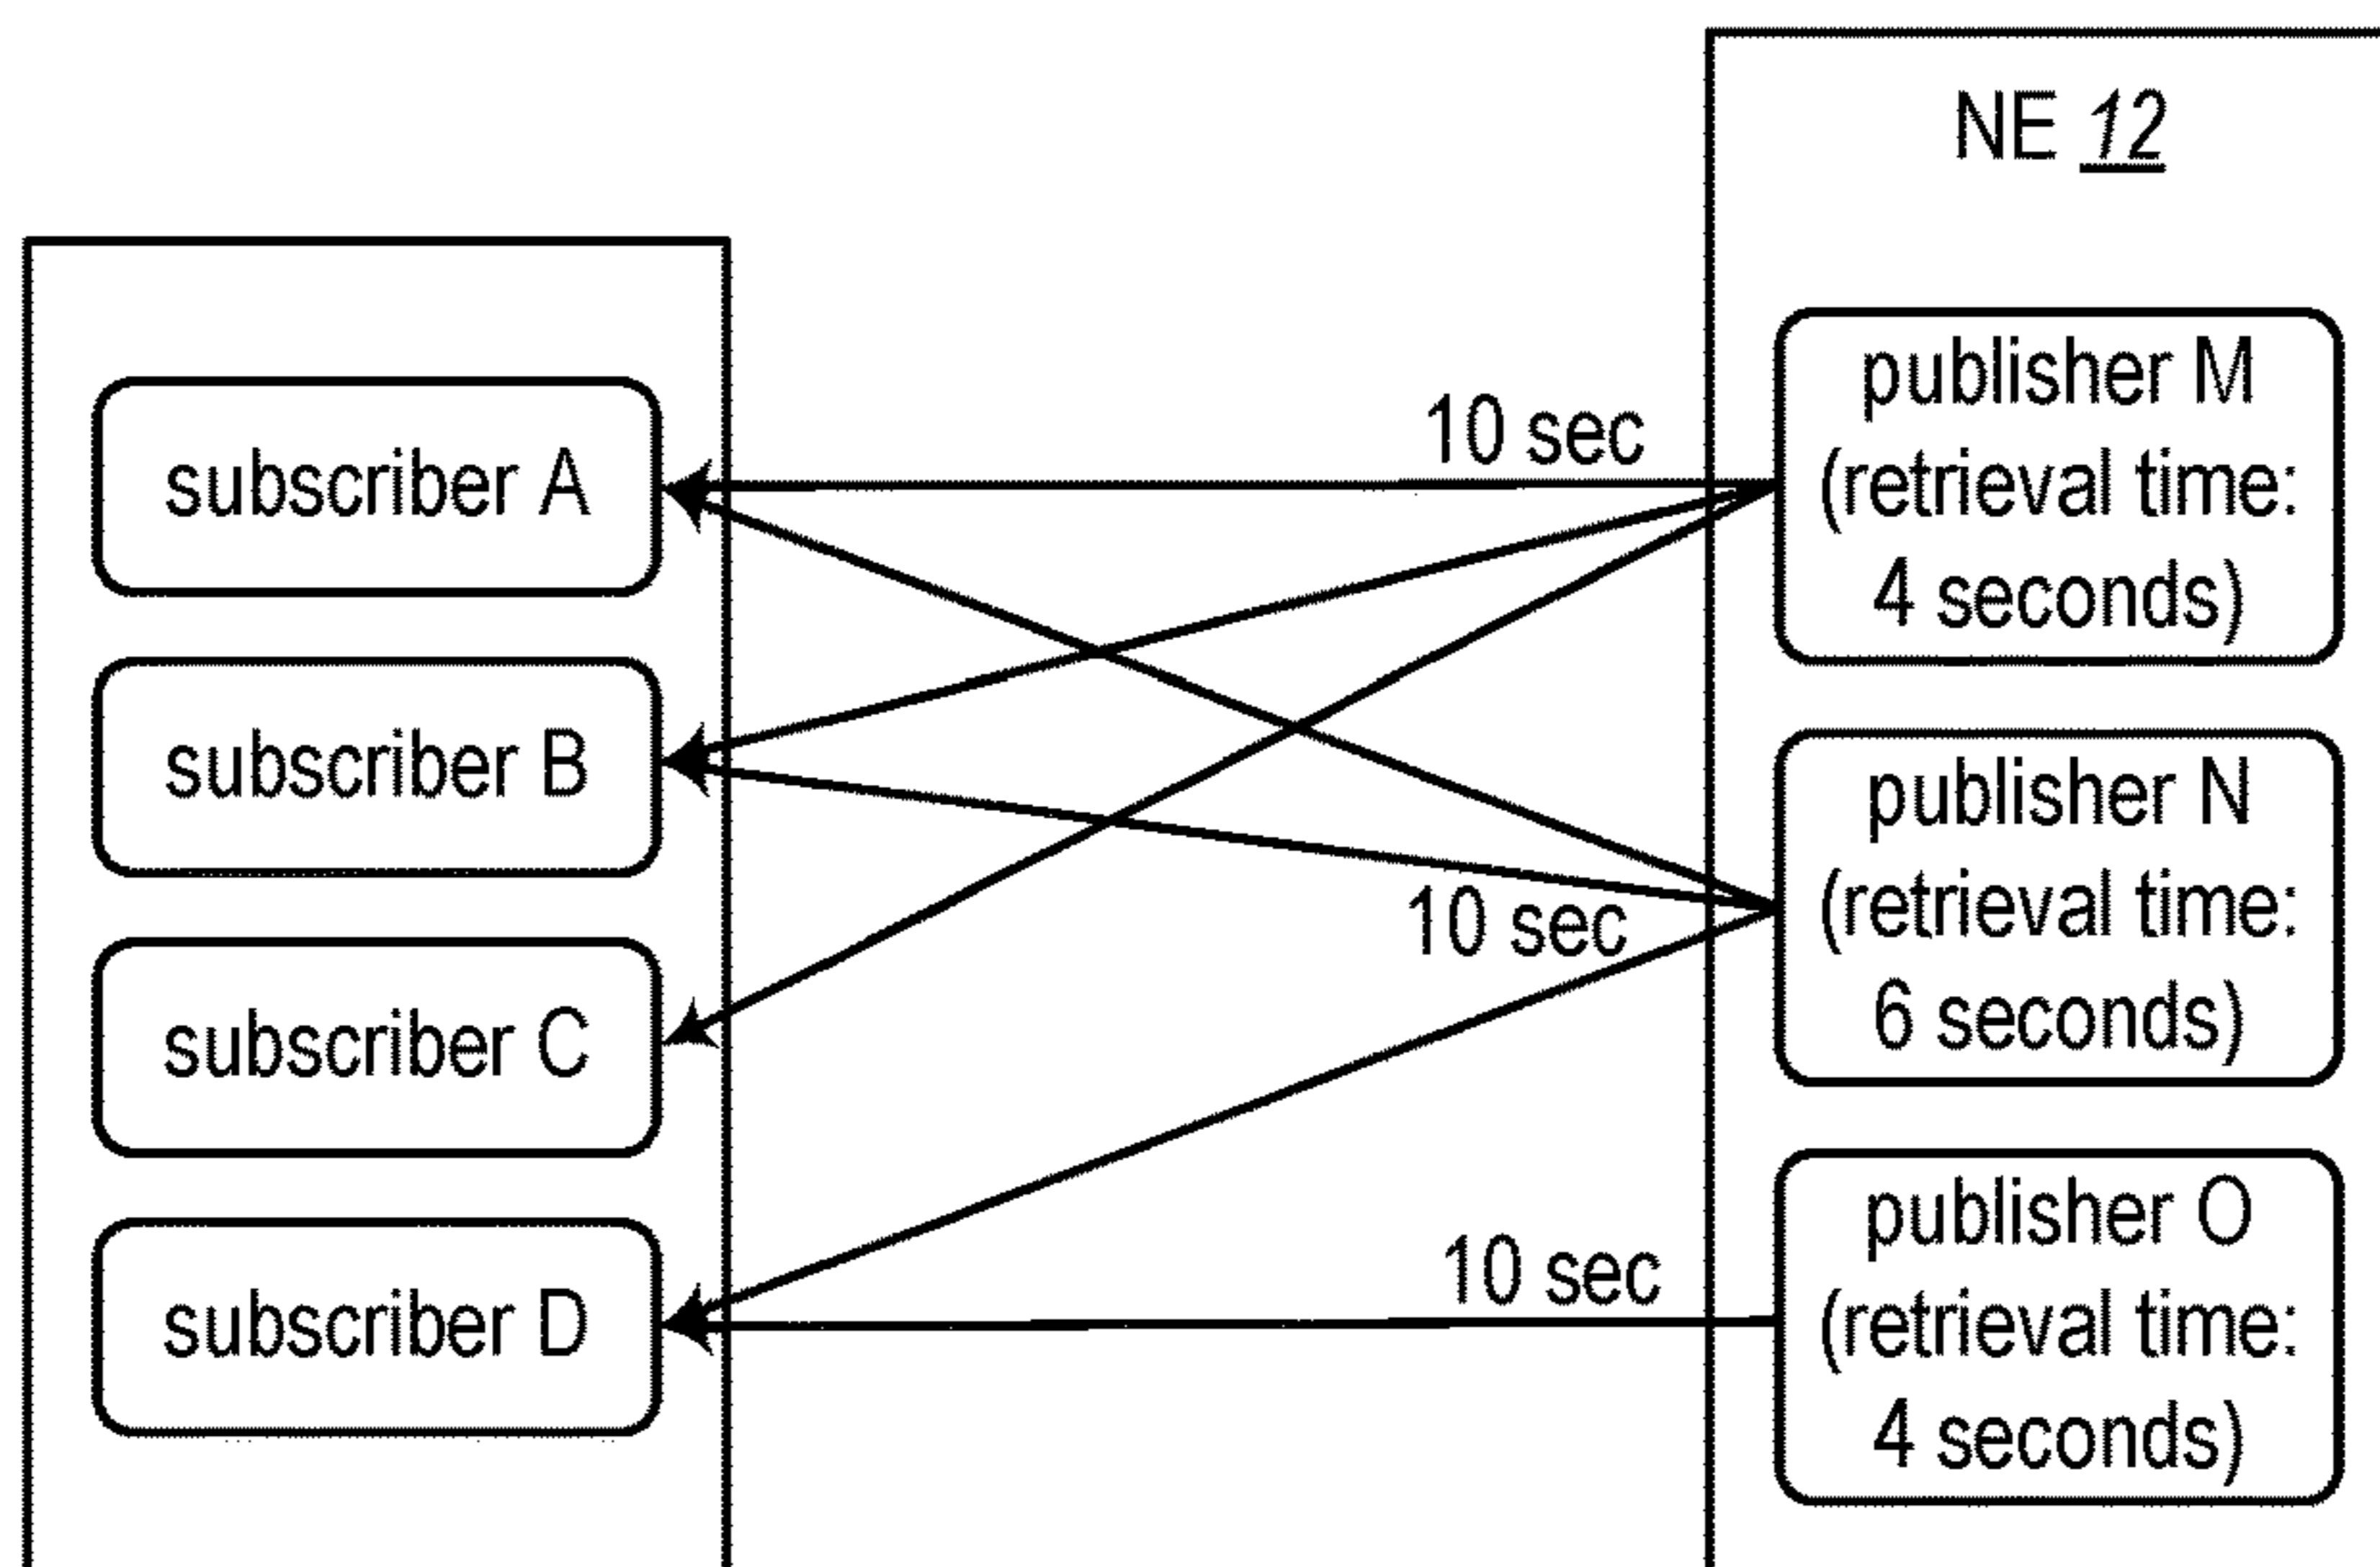 NE 12
subscriber A
subscriber B
subscriber C
subscriber D
10 sec
10 sec
10 sec
publisher M
(retrieval time:
4 seconds)
publisher N
(retrieval time:
6 seconds)
publisher O
(retrieval time:
4 seconds)